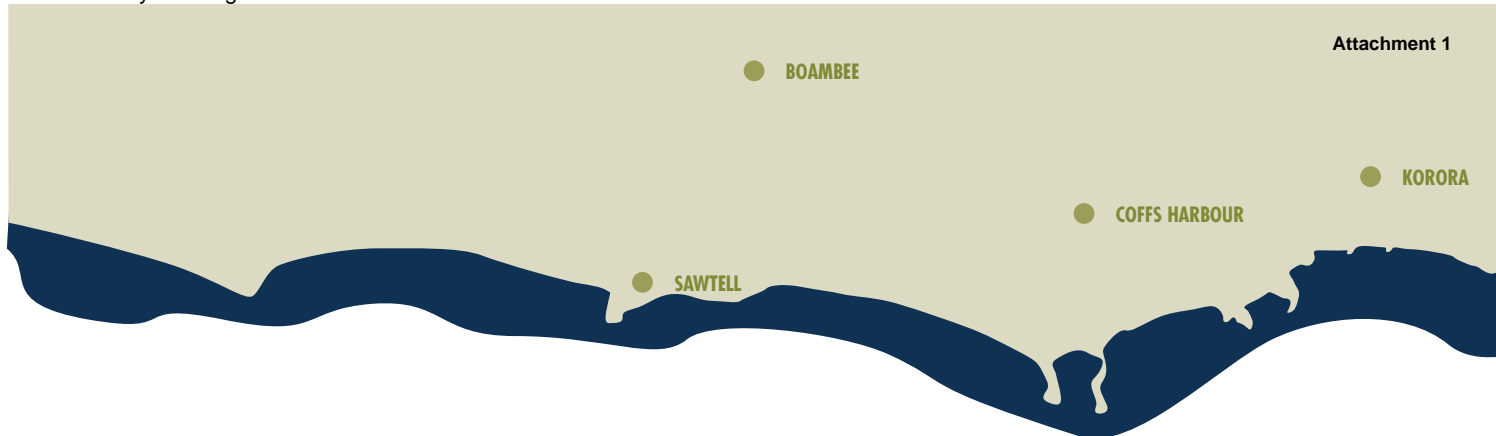 Attachment 1
BOAMBEE
KORORA
COFFS HARBOUR
SAWTELL